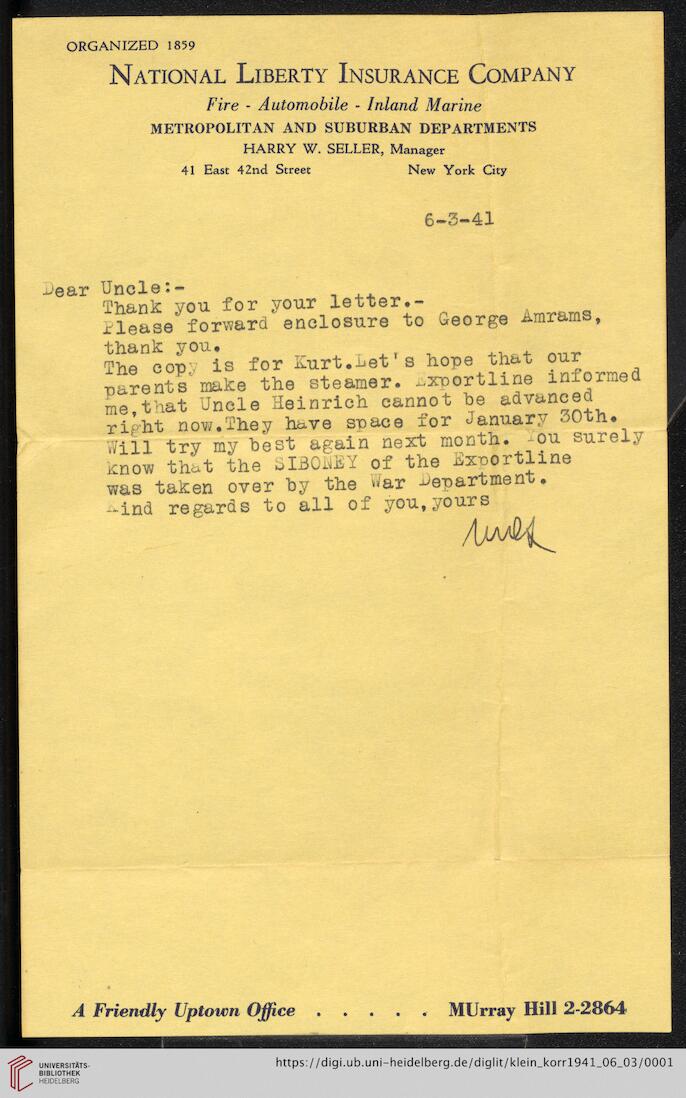 ORGANIZED 1859
NATIONAL LIBERTY INSURANCE COMPANY
Fire - Automobile - Inland Marine
METROPOLITAN AND SUBURBAN DEPARTMENTS
HARRY W. SELLER, Manager
41 East 42nd Street New York City
6-3-41
Dear Uncle:-
Thank you for your letter.-
Please forward enclosure to George Amrams,
thank you.
The copy is for Kurt.Let's hope that our
parents make the steamer. Exportline informed
me,that Uncle Heinrich cannot be advanced
right now.They have space for January 30th.
Will try my best again next month. You surely
know that the SIBONEY of the Exportline
was taken over by the War Department.
Kind regards to all of you,yours
A Friendly Uptown Office . . . . . MUrray Hill 2-2864
UNIVERSITÄTS-
BIBLIOTHEK
HEIDELBERG
https://digi.ub.uni-heidelberg.de/diglit/klein_korr1941_06_03/0001